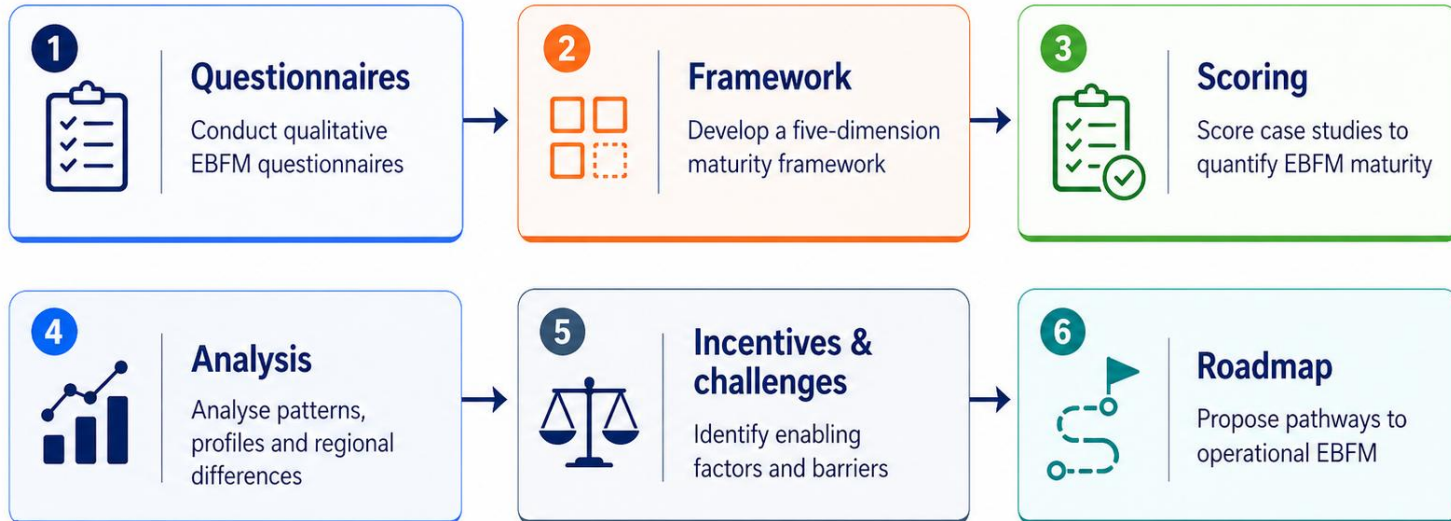 1
Questionnaires
Conduct qualitative
EBFM questionnaires
2
Framework
Develop a five-dimension
maturity framework
3
Scoring
Score case studies to
quantify EBFM maturity
4
Analysis
Analyse patterns,
profiles and regional
differences
5
Incentives &
challenges
Identify enabling
factors and barriers
6
Roadmap
Propose pathways to
operational EBFM